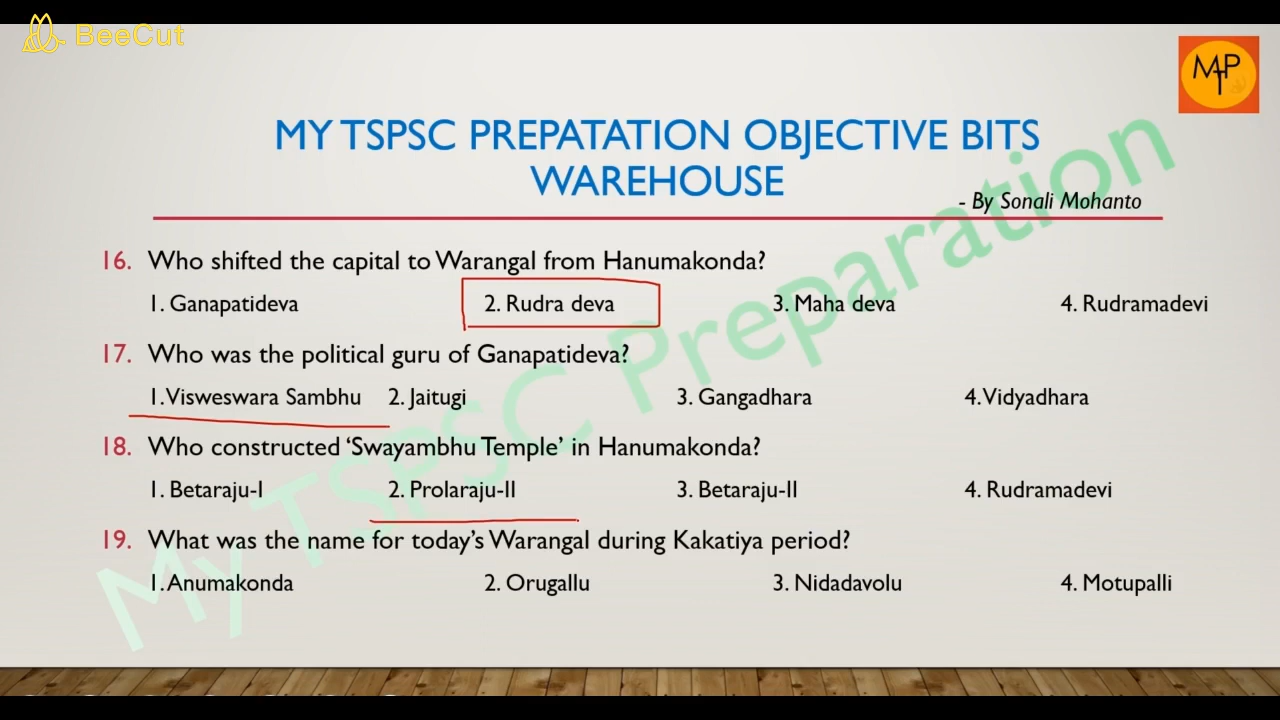 BeeCut
MTP
MY TSPSC PREPATATION OBJECTIVE BITS
WAREHOUSE
- By Sonali Mohanto
16. Who shifted the capital to Warangal from Hanumakonda?
1. Ganapatideva 2. Rudra deva 3. Maha deva 4. Rudramadevi
17. Who was the political guru of Ganapatideva?
1. Visweswara Sambhu 2. Jaitugi 3. Gangadhara 4. Vidyadhara
18. Who constructed ‘Swayambhu Temple’ in Hanumakonda?
1. Betaraju-I 2. Prolaraju-II 3. Betaraju-II 4. Rudramadevi
19. What was the name for today’s Warangal during Kakatiya period?
1. Anumakonda 2. Orugallu 3. Nidadavolu 4. Motupalli
My TSPSC Preparation